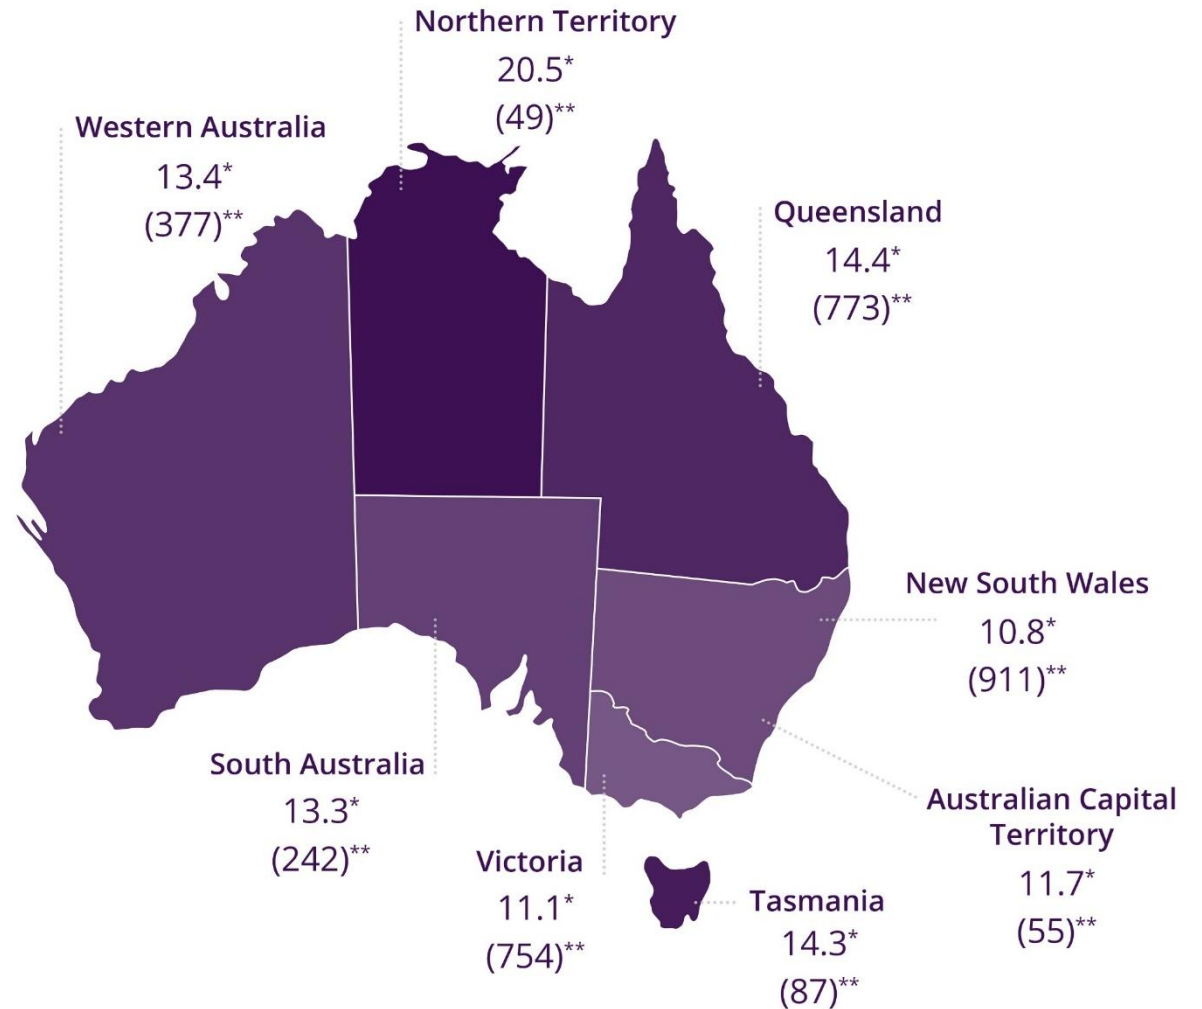 Northern Territory
20.5*
(49)**
Western Australia
13.4*
(377)**
Queensland
14.4*
(773)**
New South Wales
10.8*
(911)**
South Australia
13.3*
(242)**
Australian Capital
Territory
11.7*
(55)**
Victoria
11.1*
(754)**
Tasmania
14.3*
(87)**